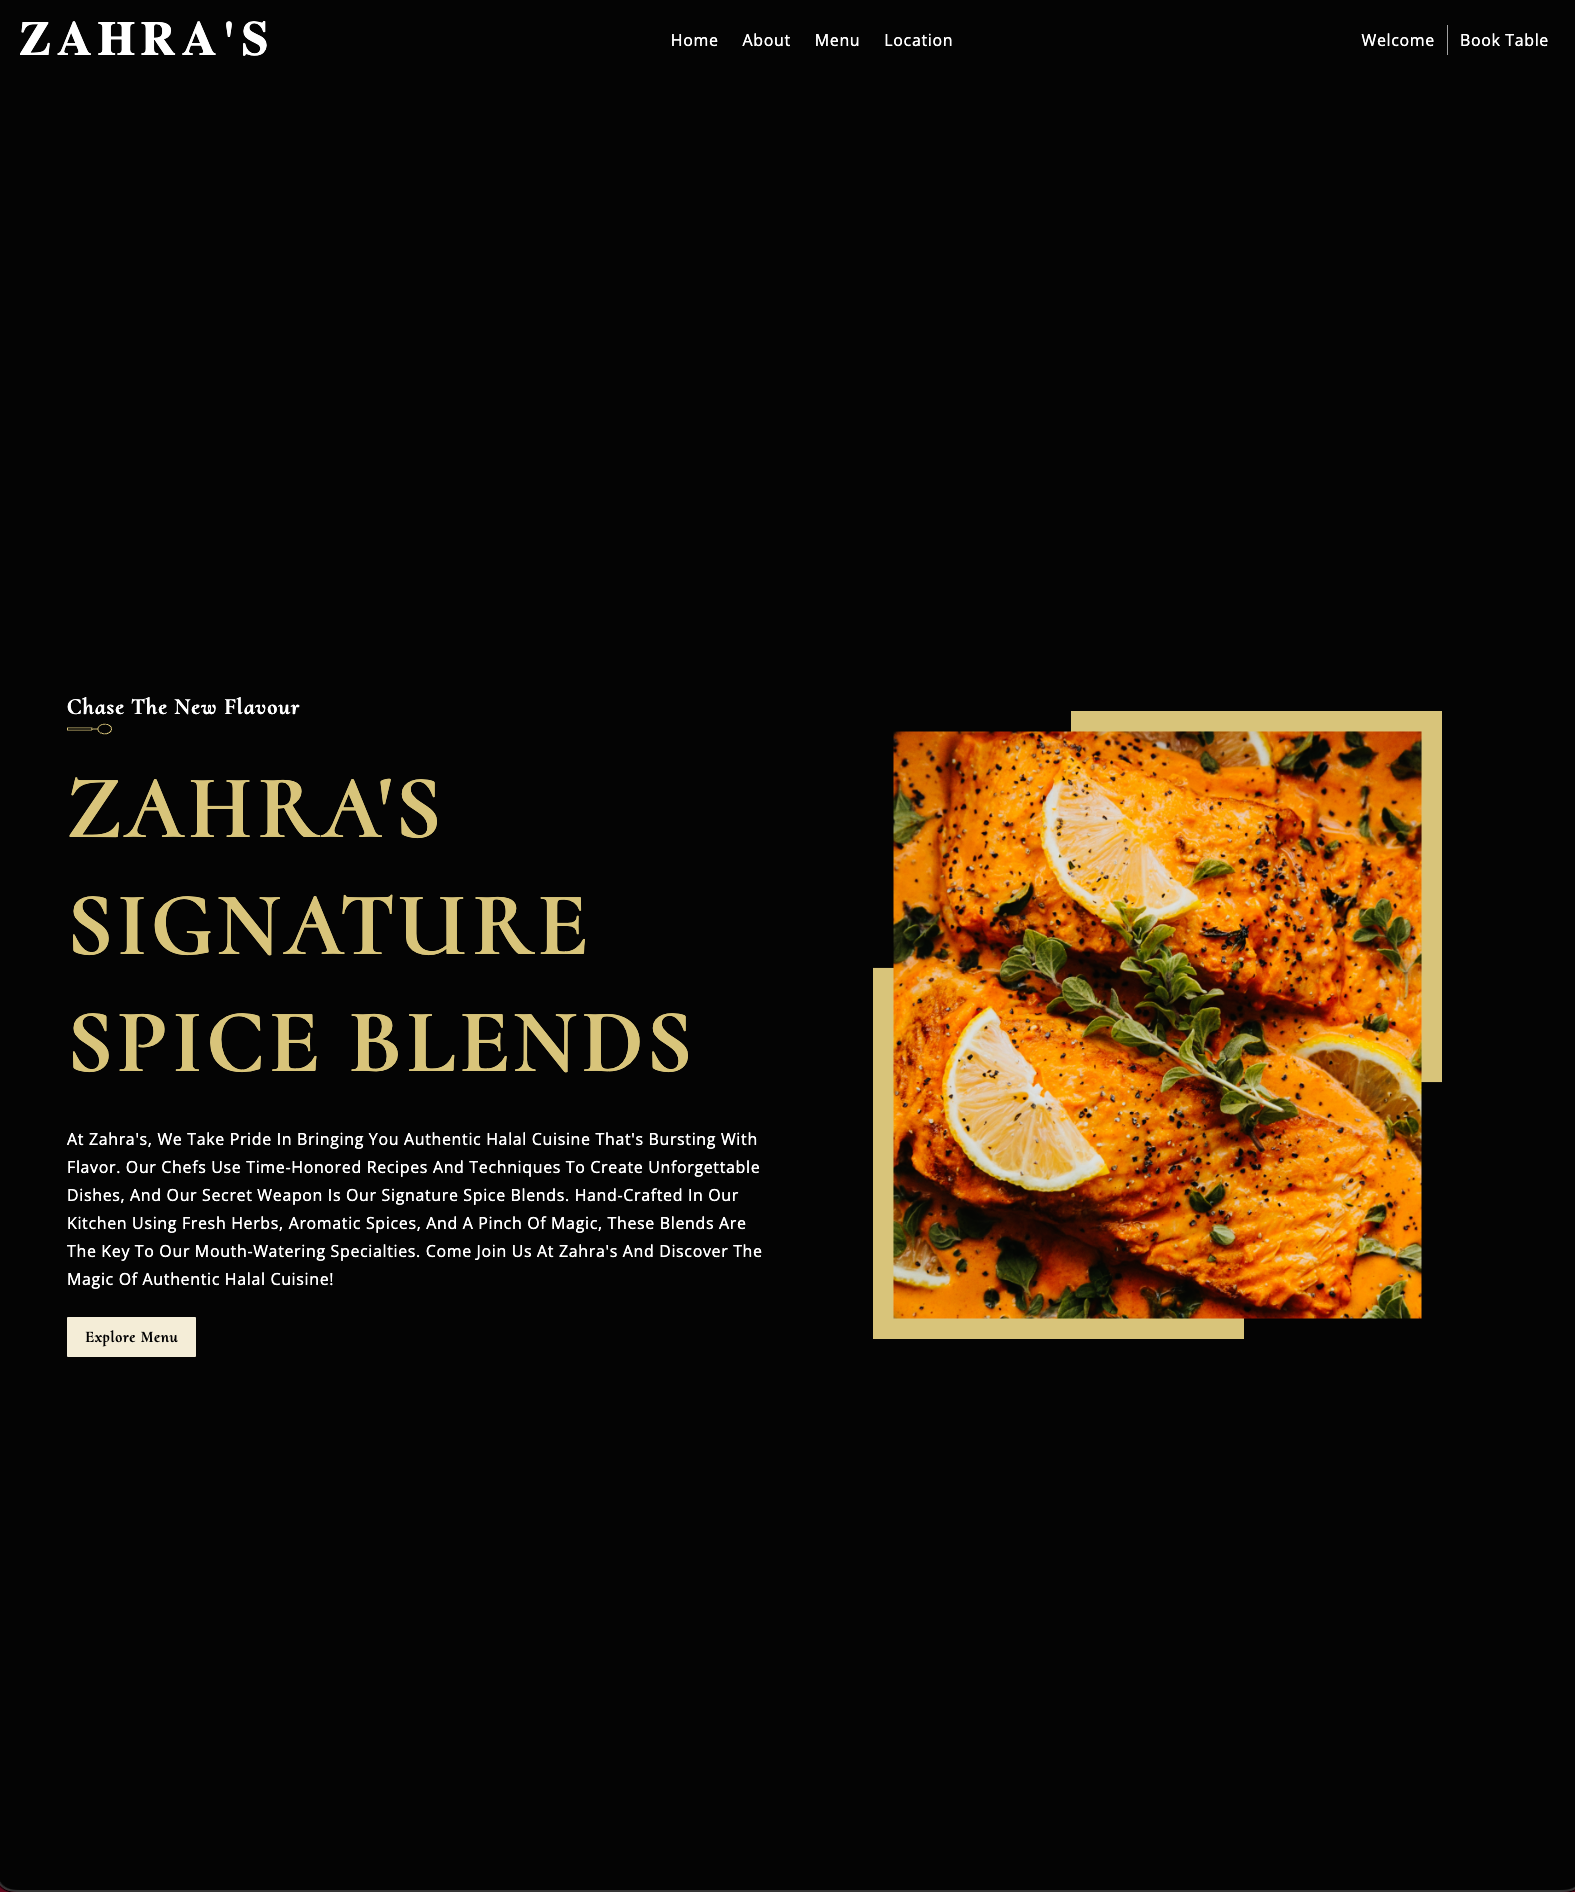 ZAHRA'S
Home About Menu Location
Welcome Book Table
Chase The New Flavour
ZAHRA'S
SIGNATURE
SPICE BLENDS
At Zahra's, We Take Pride In Bringing You Authentic Halal Cuisine That's Bursting With
Flavor. Our Chefs Use Time-Honored Recipes And Techniques To Create Unforgettable
Dishes, And Our Secret Weapon Is Our Signature Spice Blends. Hand-Crafted In Our
Kitchen Using Fresh Herbs, Aromatic Spices, And A Pinch Of Magic, These Blends Are
The Key To Our Mouth-Watering Specialties. Come Join Us At Zahra's And Discover The
Magic Of Authentic Halal Cuisine!
Explore Menu